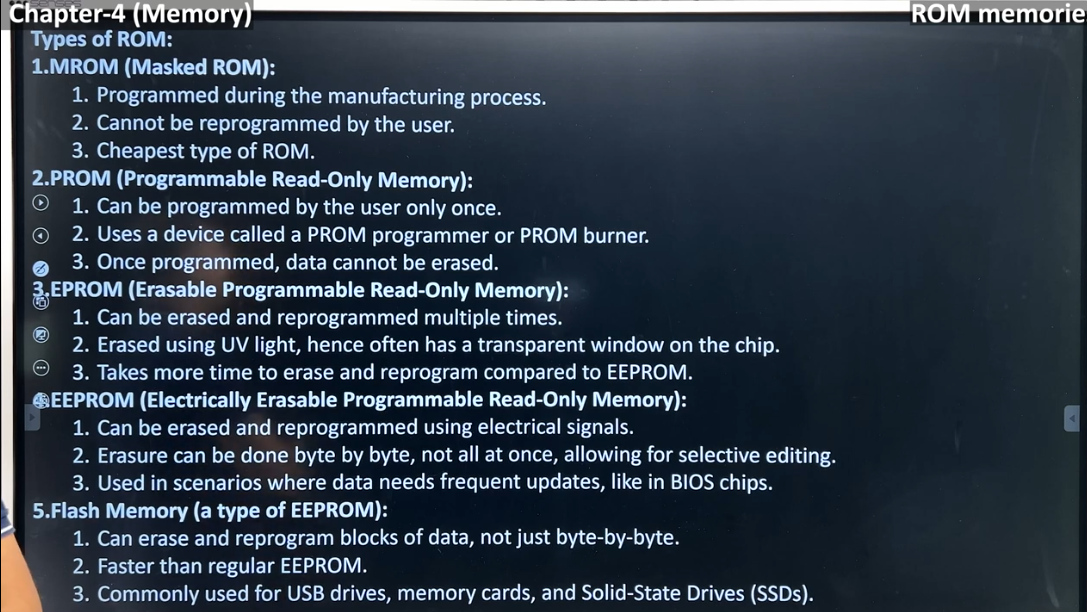 Chapter-4 (Memory)
ROM memorie
Types of ROM:
1.MROM (Masked ROM):
1. Programmed during the manufacturing process.
2. Cannot be reprogrammed by the user.
3. Cheapest type of ROM.
2.PROM (Programmable Read-Only Memory):
1. Can be programmed by the user only once.
2. Uses a device called a PROM programmer or PROM burner.
3. Once programmed, data cannot be erased.
3.EPROM (Erasable Programmable Read-Only Memory):
1. Can be erased and reprogrammed multiple times.
2. Erased using UV light, hence often has a transparent window on the chip.
3. Takes more time to erase and reprogram compared to EEPROM.
4.EEPROM (Electrically Erasable Programmable Read-Only Memory):
1. Can be erased and reprogrammed using electrical signals.
2. Erasure can be done byte by byte, not all at once, allowing for selective editing.
3. Used in scenarios where data needs frequent updates, like in BIOS chips.
5.Flash Memory (a type of EEPROM):
1. Can erase and reprogram blocks of data, not just byte-by-byte.
2. Faster than regular EEPROM.
3. Commonly used for USB drives, memory cards, and Solid-State Drives (SSDs).